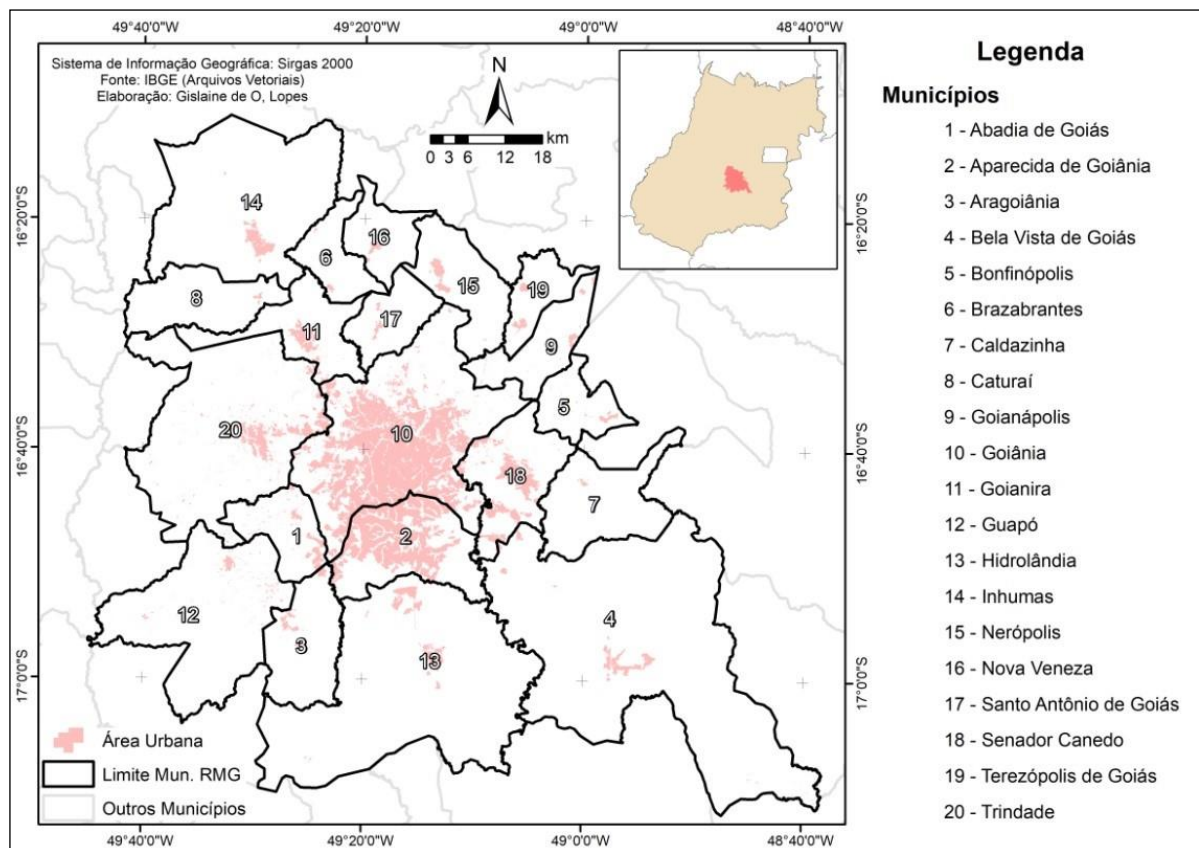 49°40'0"W 49°20'0"W 49°0'0"W 48°40'0"W
Sistema de Informação Geográfica: Sirgas 2000
Fonte: IBGE (Arquivos Vetoriais)
Elaboração: Gislaine de O, Lopes
N
km
0 3 6 12 18
16°20'0"S 16°20'0"S
16°40'0"S 16°40'0"S
17°0'0"S 17°0'0"S
14
16
6
15
19
8
17
11
9
5
20
10
18
7
1
2
12
3
4
13
Área Urbana
Limite Mun. RMG
Outros Municípios
49°40'0"W 49°20'0"W 49°0'0"W 48°40'0"W
Legenda
Municípios
1 - Abadia de Goiás
2 - Aparecida de Goiânia
3 - Aragoiânia
4 - Bela Vista de Goiás
5 - Bonfinópolis
6 - Brazabrantes
7 - Caldazinha
8 - Caturaí
9 - Goianápolis
10 - Goiânia
11 - Goianira
12 - Guapó
13 - Hidrolândia
14 - Inhumas
15 - Nerópolis
16 - Nova Veneza
17 - Santo Antônio de Goiás
18 - Senador Canedo
19 - Terezópolis de Goiás
20 - Trindade